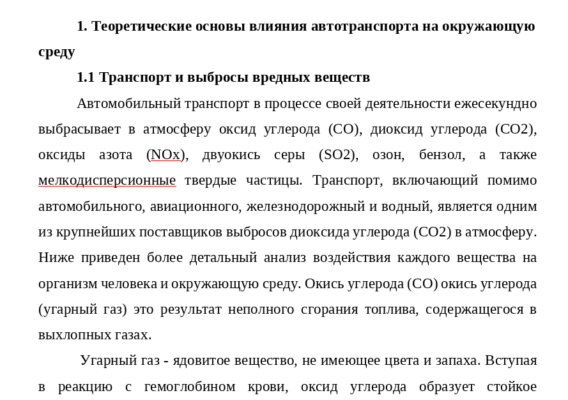 1. Теоретические основы влияния автотранспорта на окружающую
среду
1.1 Транспорт и выбросы вредных веществ
Автомобильный транспорт в процессе своей деятельности ежесекундно
выбрасывает в атмосферу оксид углерода (CO), диоксид углерода (CO2),
оксиды азота (NOx), двуокись серы (SO2), озон, бензол, а также
мелкодисперсионные твердые частицы. Транспорт, включающий помимо
автомобильного, авиационного, железнодорожный и водный, является одним
из крупнейших поставщиков выбросов диоксида углерода (CO2) в атмосферу.
Ниже приведен более детальный анализ воздействия каждого вещества на
организм человека и окружающую среду. Окись углерода (CO) окись углерода
(угарный газ) это результат неполного сгорания топлива, содержащегося в
выхлопных газах.
Угарный газ - ядовитое вещество, не имеющее цвета и запаха. Вступая
в реакцию с гемоглобином крови, оксид углерода образует стойкое